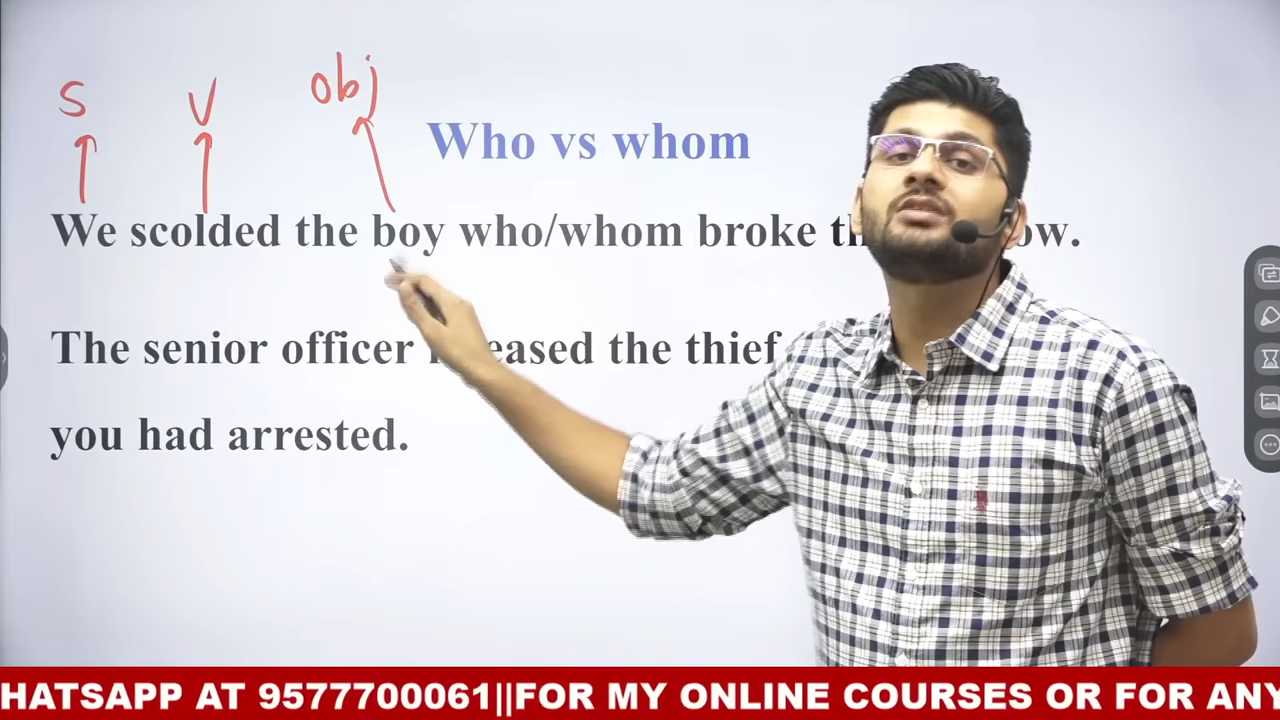 S V obj
Who vs whom
We scolded the boy who/whom broke
The senior officer the thief
you had arrested.
HATSAPP AT 9577700061||FOR MY ONLINE COURSES OR FOR ANY